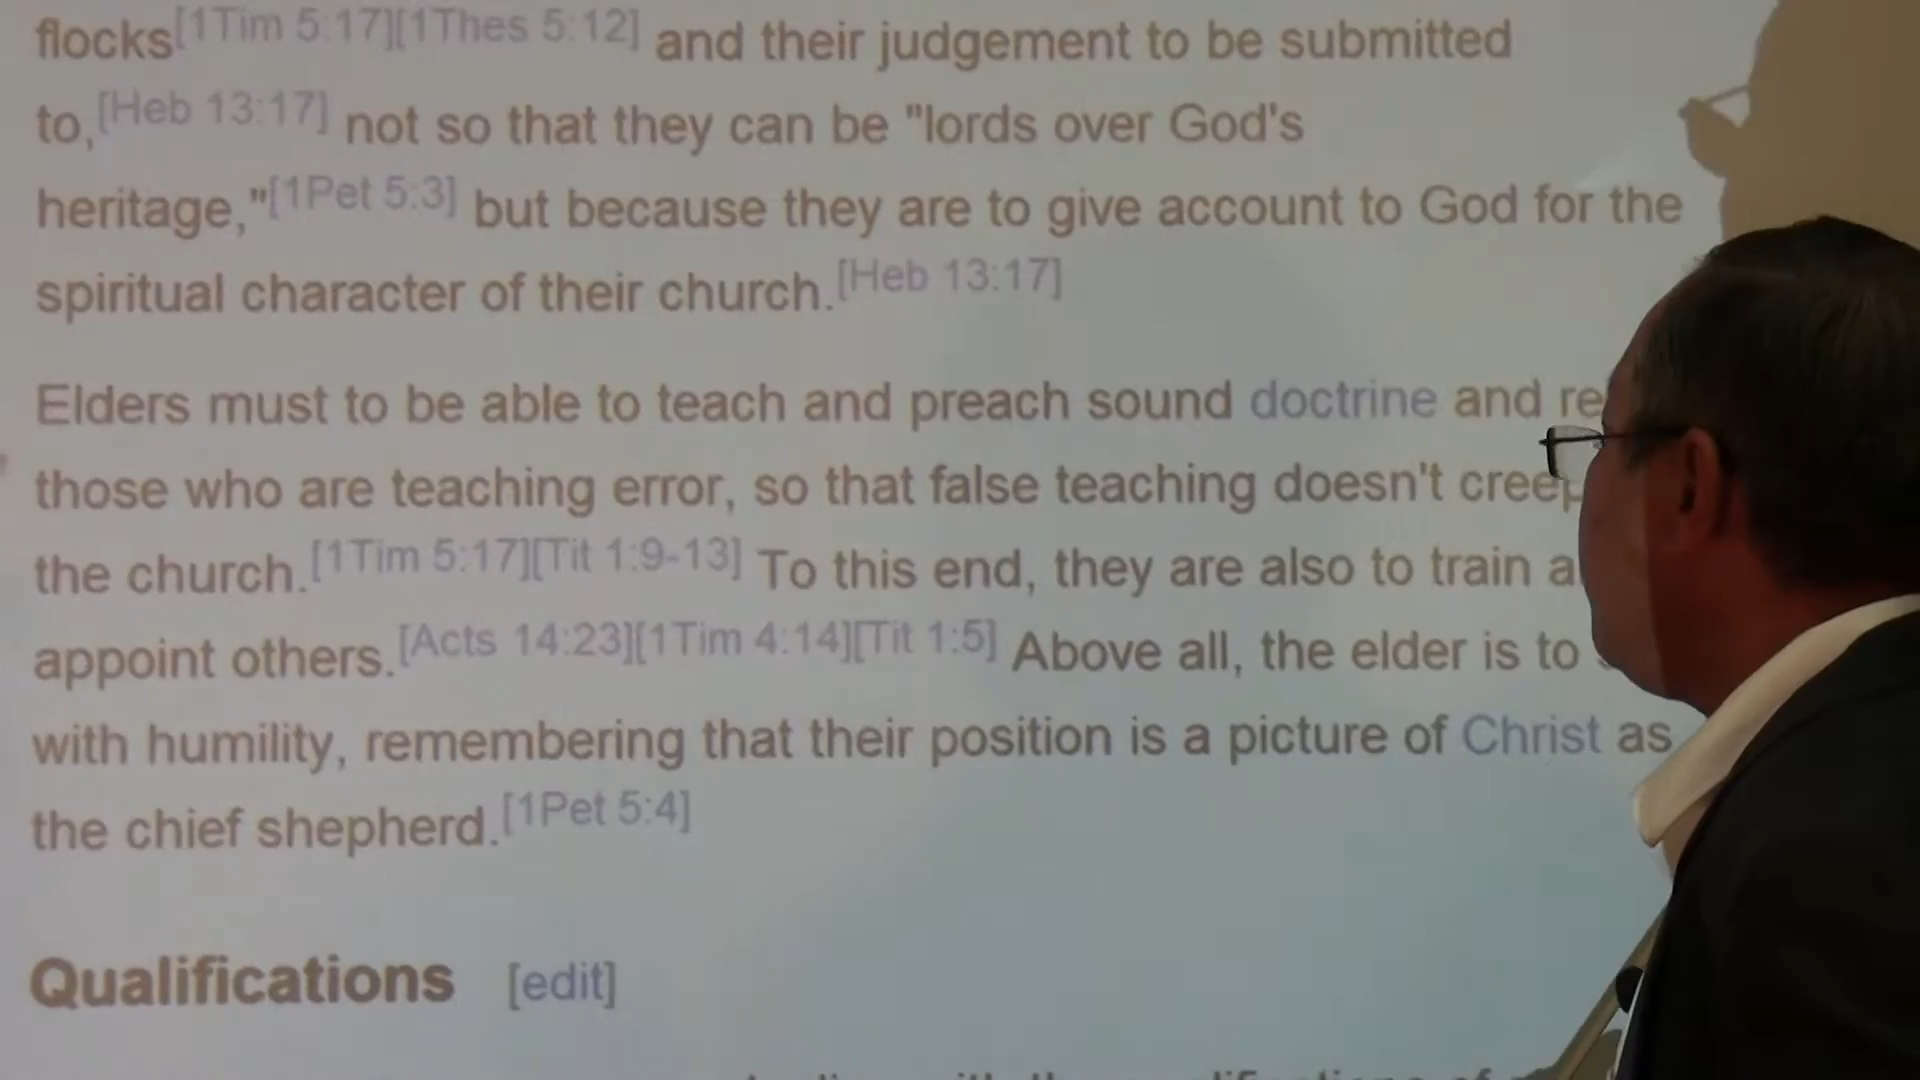 flocks[1Tim 5:17][1Thes 5:12] and their judgement to be submitted
to,[Heb 13:17] not so that they can be "lords over God's
heritage,"[1Pet 5:3] but because they are to give account to God for the
spiritual character of their church.[Heb 13:17]
Elders must to be able to teach and preach sound doctrine and
those who are teaching error, so that false teaching doesn't
the church.[1Tim 5:17][Tit 1:9-13] To this end, they are also to train
appoint others.[Acts 14:23][1Tim 4:14][Tit 1:5] Above all, the elder is to
with humility, remembering that their position is a picture of Christ as
the chief shepherd.[1Pet 5:4]
Qualifications [edit]